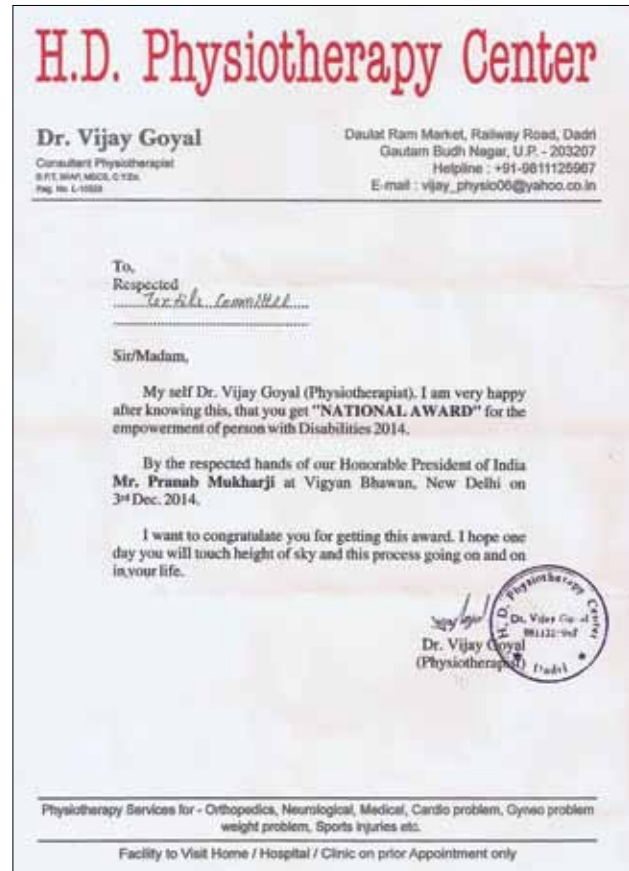 H.D. Physiotherapy Center
Dr. Vijay Goyal
Consultant Physiotherapist
Daulat Ram Market, Railway Road, Dadri
Gautam Budh Nagar, U.P. - 203207
Helpline : +91-9811125967
E-mail : vijay_physio06@yahoo.co.in
To,
Respected
Textile Committee
Sir/Madam,
My self Dr. Vijay Goyal (Physiotherapist). I am very happy
after knowing this, that you get "NATIONAL AWARD" for the
empowerment of person with Disabilities 2014.
By the respected hands of our Honorable President of India
Mr. Pranab Mukharji at Vigyan Bhawan, New Delhi on
3rd Dec. 2014.
I want to congratulate you for getting this award. I hope one
day you will touch height of sky and this process going on and on
in your life.
Dr. Vijay Goyal
(Physiotherapist)
H. D. Physiotherapy Center
Dr. Vijay Goyal
Dadri
Physiotherapy Services for - Orthopedics, Neurological, Medical, Cardio problem, Gyneo problem
weight problem, Sports injuries etc.
Facility to Visit Home / Hospital / Clinic on prior Appointment only